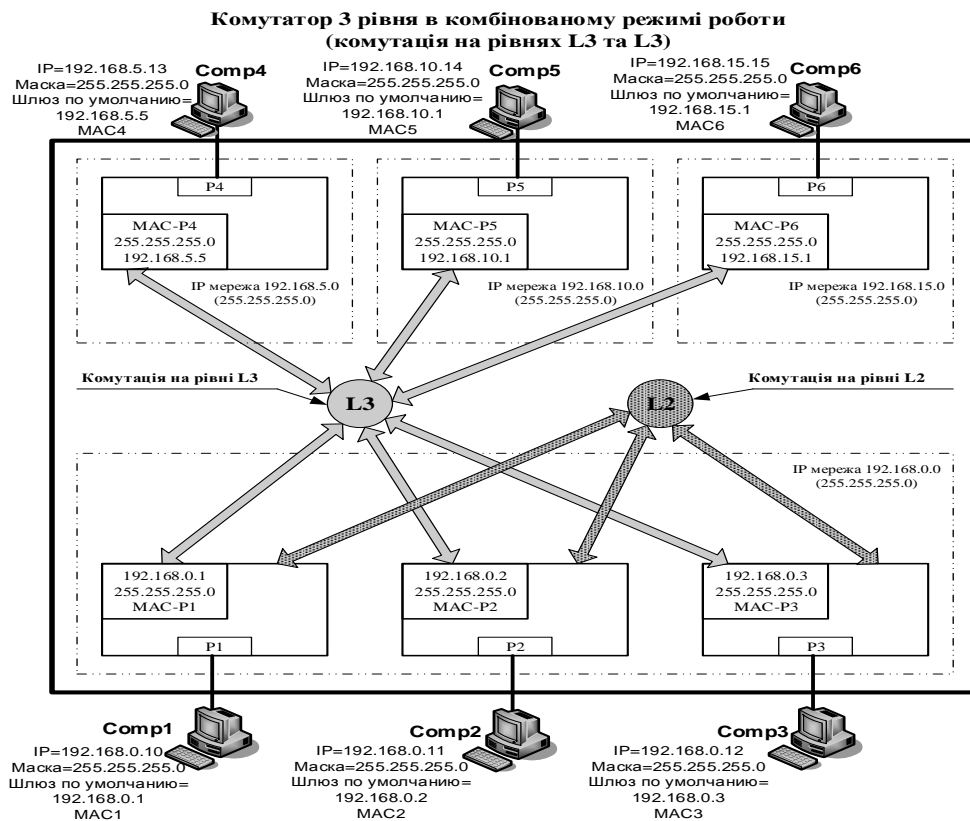 Комутатор 3 рівня в комбінованому режимі роботи
(комутація на рівнях L3 та L3)
IP=192.168.5.13
Маска=255.255.255.0
Шлюз по умолчанию=
192.168.5.5
MAC4
Comp4
IP=192.168.10.14
Маска=255.255.255.0
Шлюз по умолчанию=
192.168.10.1
MAC5
Comp5
IP=192.168.15.15
Маска=255.255.255.0
Шлюз по умолчанию=
192.168.15.1
MAC6
Comp6
P4
MAC-P4
255.255.255.0
192.168.5.5
IP мережа 192.168.5.0
(255.255.255.0)
P5
MAC-P5
255.255.255.0
192.168.10.1
IP мережа 192.168.10.0
(255.255.255.0)
P6
MAC-P6
255.255.255.0
192.168.15.1
IP мережа 192.168.15.0
(255.255.255.0)
Комутація на рівні L3
L3
L2
Комутація на рівні L2
IP мережа 192.168.0.0
(255.255.255.0)
192.168.0.1
255.255.255.0
MAC-P1
P1
192.168.0.2
255.255.255.0
MAC-P2
P2
192.168.0.3
255.255.255.0
MAC-P3
P3
Comp1
IP=192.168.0.10
Маска=255.255.255.0
Шлюз по умолчанию=
192.168.0.1
MAC1
Comp2
IP=192.168.0.11
Маска=255.255.255.0
Шлюз по умолчанию=
192.168.0.2
MAC2
Comp3
IP=192.168.0.12
Маска=255.255.255.0
Шлюз по умолчанию=
192.168.0.3
MAC3